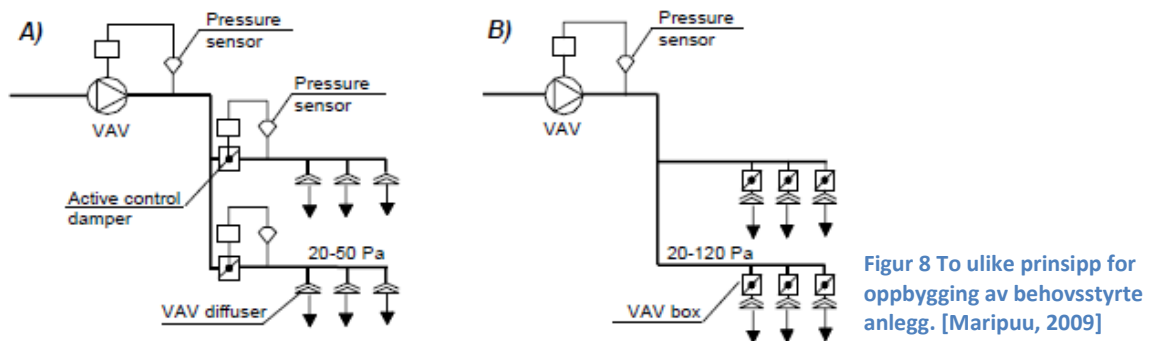 A)
Pressure
sensor
Pressure
sensor
VAV
Active control
damper
20-50 Pa
VAV diffuser
B)
Pressure
sensor
VAV
20-120 Pa
VAV box
Figur 8 To ulike prinsipp for
oppbygging av behovsstyrte
anlegg. [Maripuu, 2009]